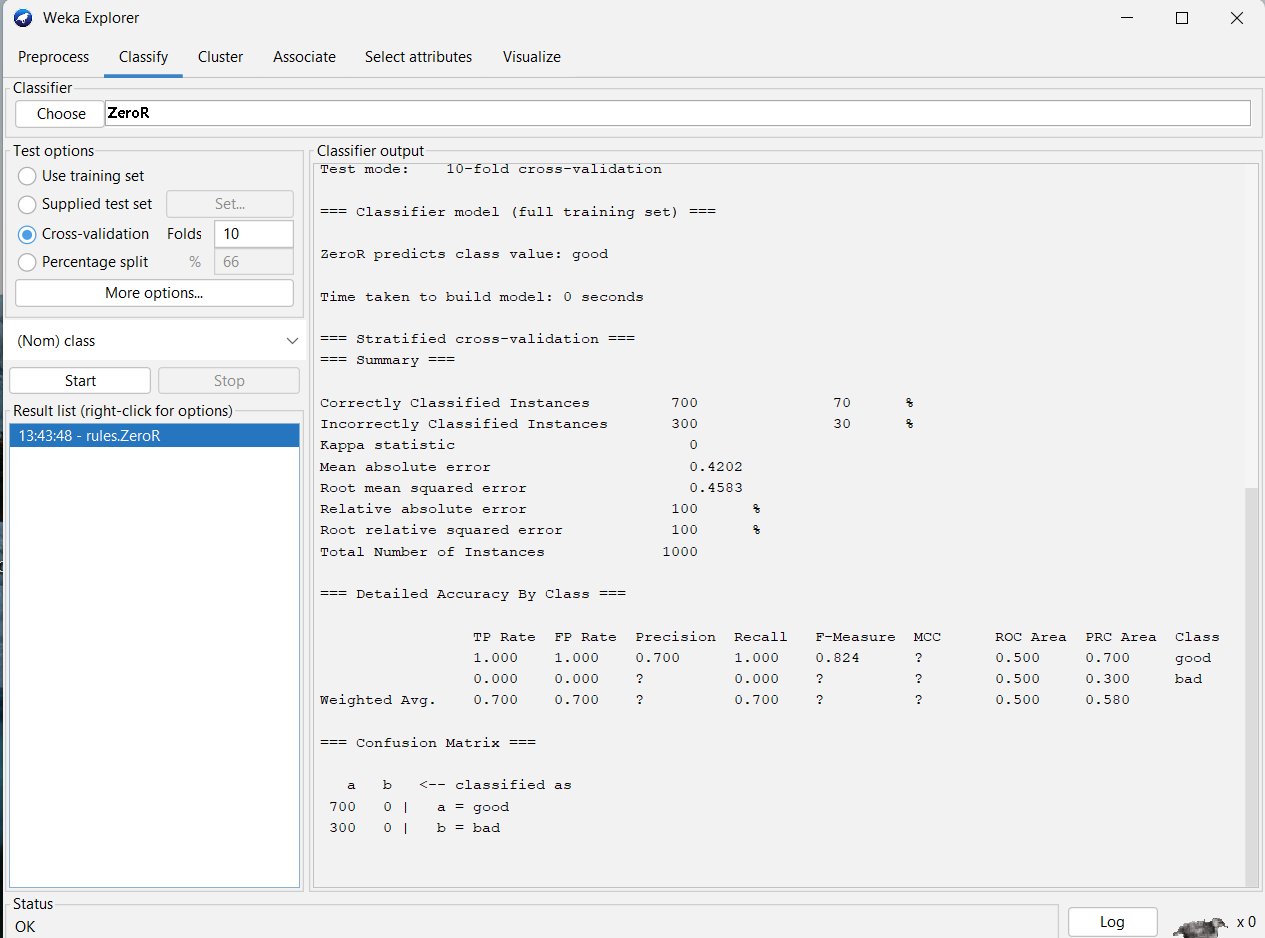 Weka Explorer
Preprocess Classify Cluster Associate Select attributes Visualize
Classifier
Choose ZeroR
Test options
Use training set
Supplied test set Set...
Cross-validation Folds 10
Percentage split % 66
More options...
(Nom) class
Start Stop
Result list (right-click for options)
13:43:48 - rules.ZeroR
Classifier output
Test mode: 10-fold cross-validation
=== Classifier model (full training set) ===
ZeroR predicts class value: good
Time taken to build model: 0 seconds
=== Stratified cross-validation ===
=== Summary ===
Correctly Classified Instances 700 70 %
Incorrectly Classified Instances 300 30 %
Kappa statistic 0
Mean absolute error 0.4202
Root mean squared error 0.4583
Relative absolute error 100 %
Root relative squared error 100 %
Total Number of Instances 1000
=== Detailed Accuracy By Class ===
TP Rate FP Rate Precision Recall F-Measure MCC ROC Area PRC Area Class
1.000 1.000 0.700 1.000 0.824 ? 0.500 0.700 good
0.000 0.000 ? 0.000 ? ? 0.500 0.300 bad
Weighted Avg. 0.700 0.700 ? 0.700 ? ? 0.500 0.580
=== Confusion Matrix ===
a b <-- classified as
700 0 | a = good
300 0 | b = bad
Status
OK
Log x 0